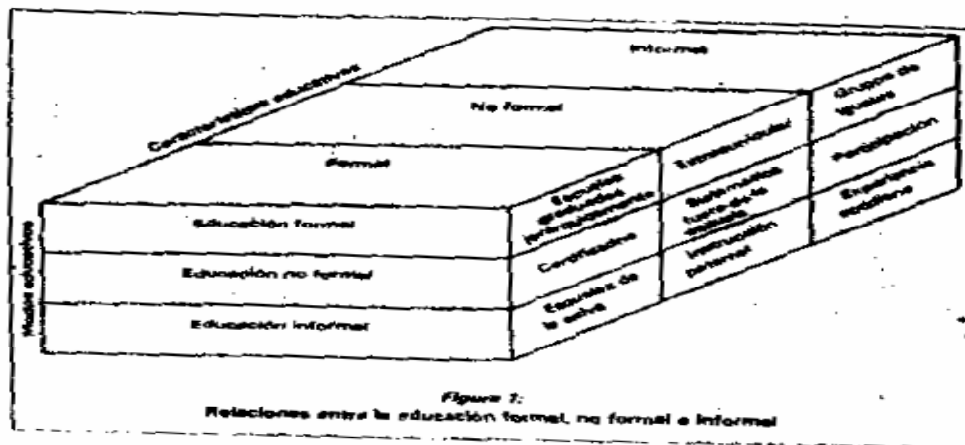 Informal
No formal
Formal
Características educativas
Modos educativos
Educación formal
Educación no formal
Educación informal
Escuelas
graduadas
jerárquicamente
Extracurricular
Grupos de
iguales
Certificados
Sistemática
fuera de la
escuela
Participación
Escuelas de
la selva
Instrucción
paternal
Experiencia
cotidiana
Figura 1:
Relaciones entre la educación formal, no formal e informal